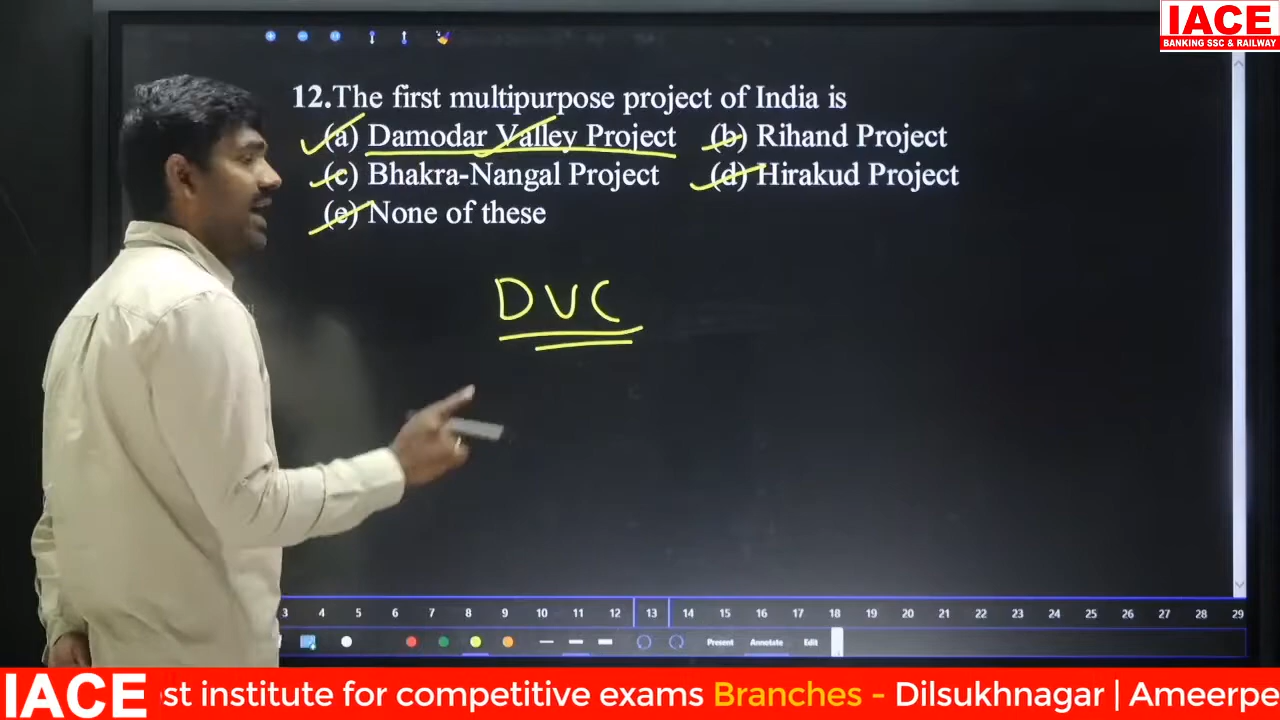 IACE
BANKING SSC & RAILWAY
12.The first multipurpose project of India is
(a) Damodar Valley Project (b) Rihand Project
(c) Bhakra-Nangal Project (d) Hirakud Project
(e) None of these
DVC
3 4 5 6 7 8 9 10 11 12 13 14 15 16 17 18 19 20 21 22 23 24 25 26 27 28 29
Present Annotate Edit
IACE st institute for competitive exams Branches - Dilsukhnagar | Ameerpe